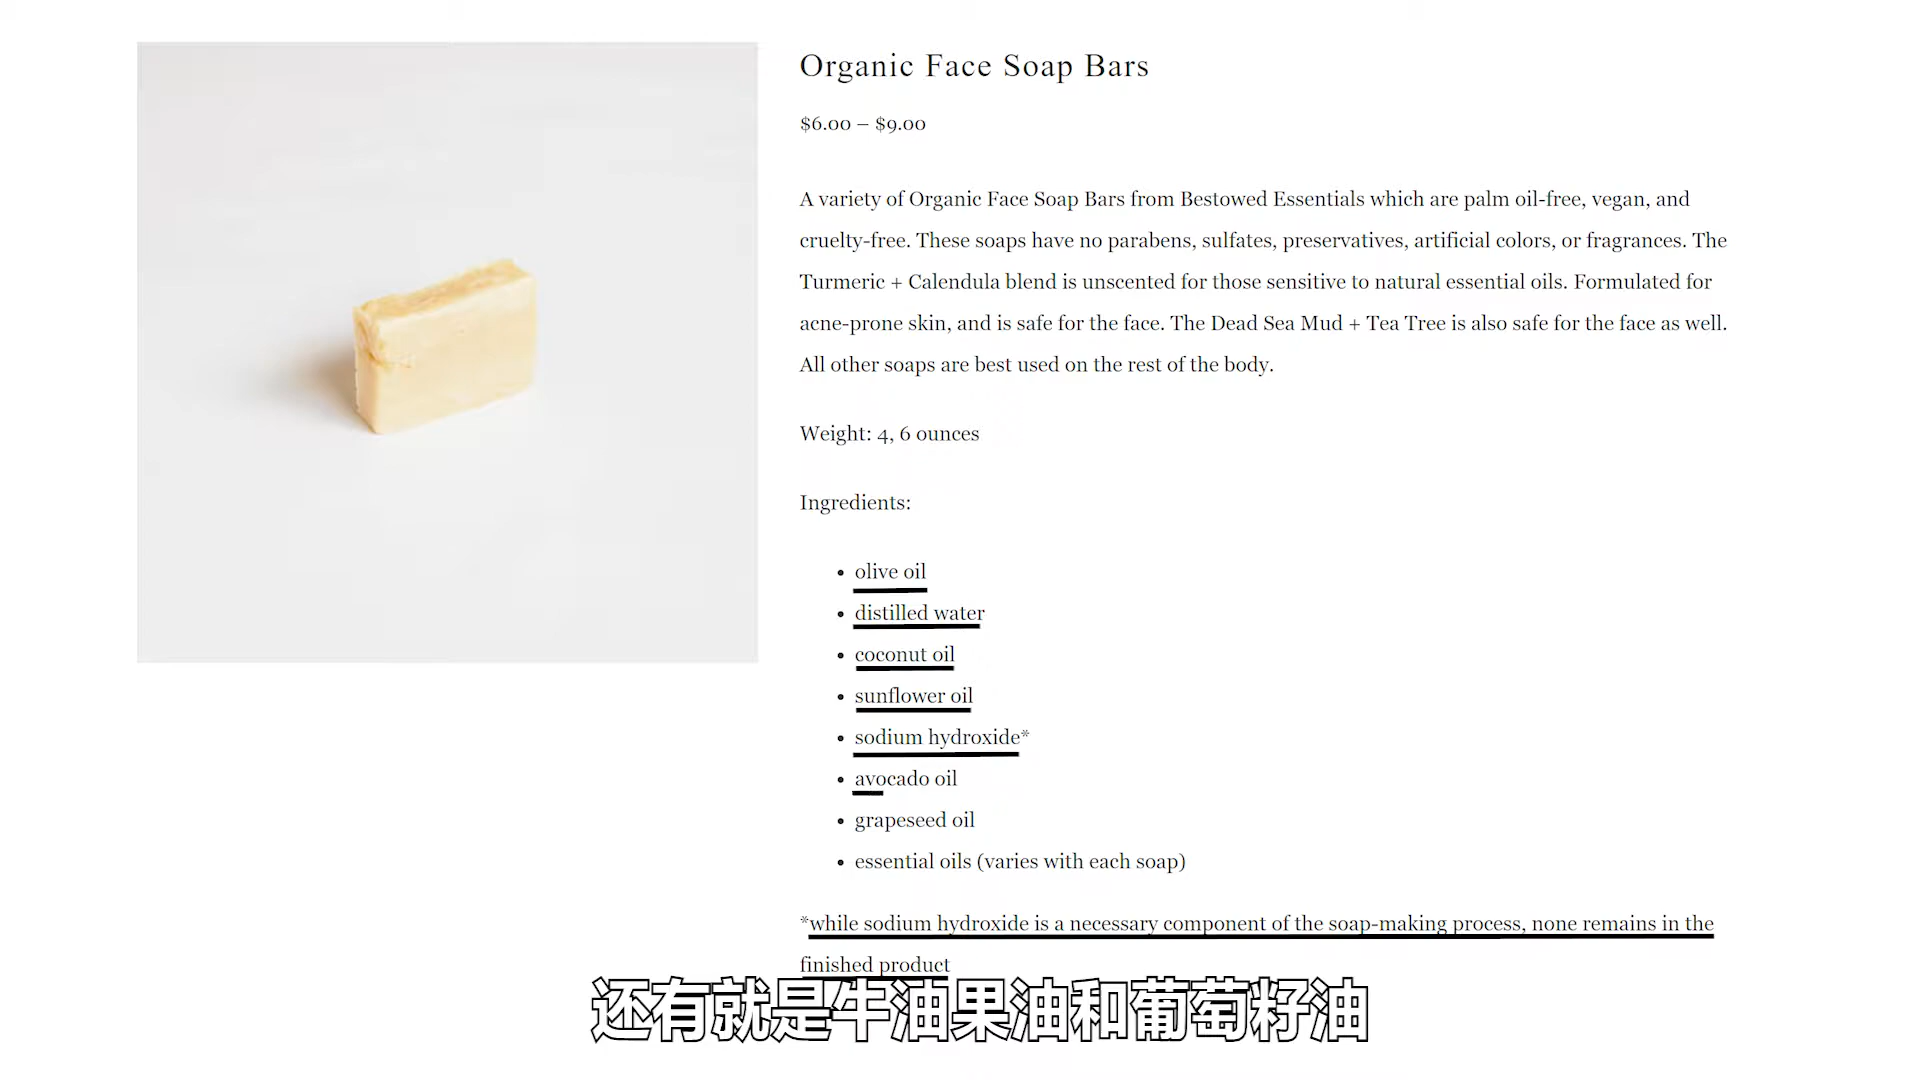 Organic Face Soap Bars
$6.00 – $9.00
A variety of Organic Face Soap Bars from Bestowed Essentials which are palm oil-free, vegan, and
cruelty-free. These soaps have no parabens, sulfates, preservatives, artificial colors, or fragrances. The
Turmeric + Calendula blend is unscented for those sensitive to natural essential oils. Formulated for
acne-prone skin, and is safe for the face. The Dead Sea Mud + Tea Tree is also safe for the face as well.
All other soaps are best used on the rest of the body.
Weight: 4, 6 ounces
Ingredients:
• olive oil
• distilled water
• coconut oil
• sunflower oil
• sodium hydroxide*
• avocado oil
• grapeseed oil
• essential oils (varies with each soap)
*while sodium hydroxide is a necessary component of the soap-making process, none remains in the
finished product
还有就是牛油果油和葡萄籽油